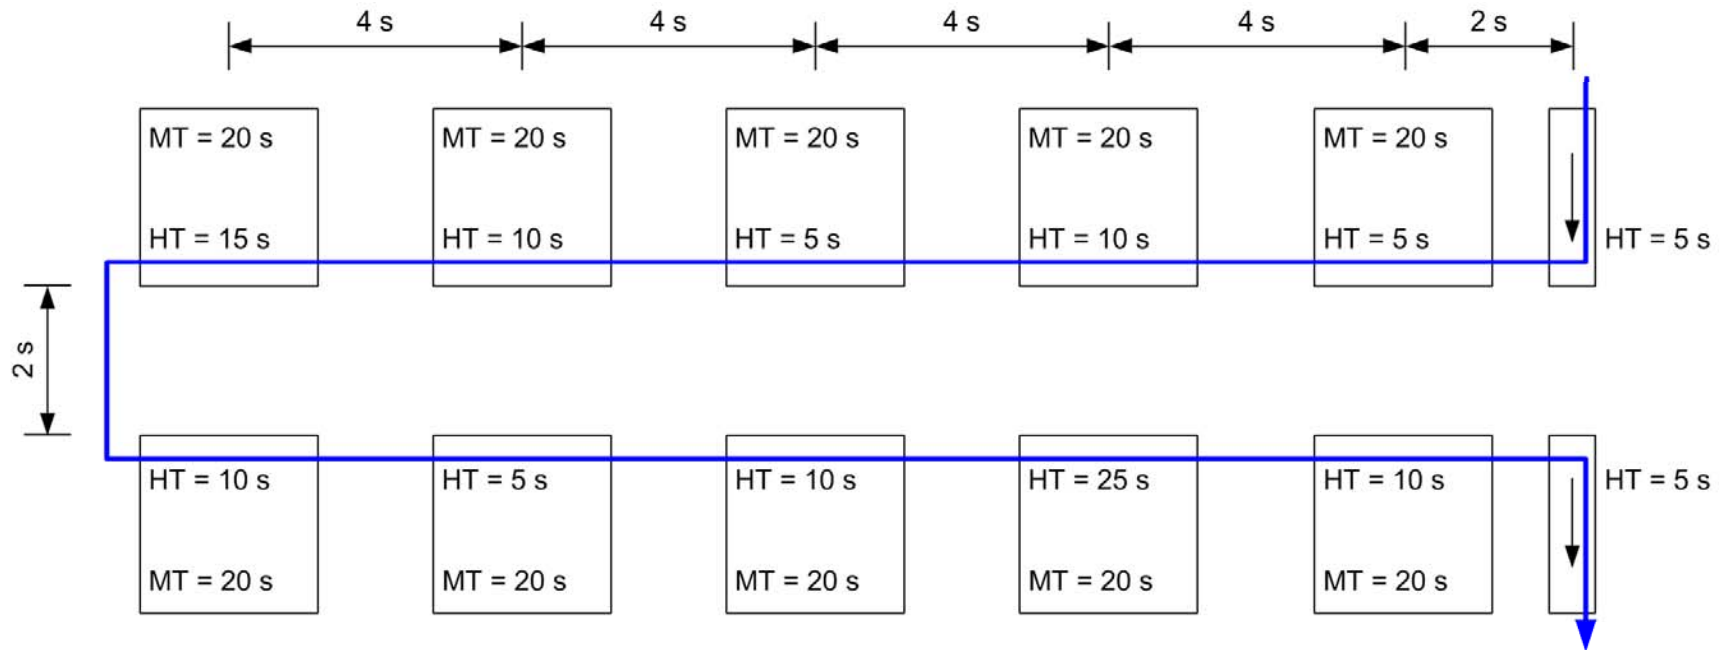 4 s
4 s
4 s
4 s
2 s
MT = 20 s
MT = 20 s
MT = 20 s
MT = 20 s
MT = 20 s
HT = 15 s
HT = 10 s
HT = 5 s
HT = 10 s
HT = 5 s
HT = 5 s
2 s
HT = 10 s
HT = 5 s
HT = 10 s
HT = 25 s
HT = 10 s
HT = 5 s
MT = 20 s
MT = 20 s
MT = 20 s
MT = 20 s
MT = 20 s